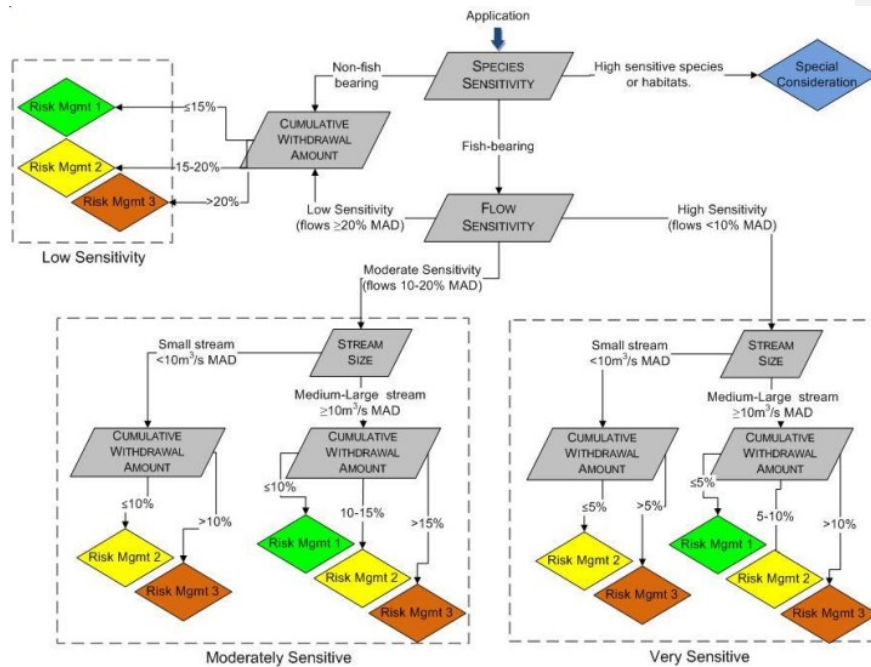 Application
Non-fish
bearing
SPECIES
SENSITIVITY
High sensitive species
or habitats.
Special
Consideration
Risk Mgmt 1
≤15%
CUMULATIVE
WITHDRAWAL
AMOUNT
Risk Mgmt 2
15-20%
Risk Mgmt 3
>20%
Fish-bearing
Low Sensitivity
(flows ≥20% MAD)
FLOW
SENSITIVITY
High Sensitivity
(flows <10% MAD)
Low Sensitivity
Moderate Sensitivity
(flows 10-20% MAD)
Small stream
<10m³/s MAD
STREAM
SIZE
Medium-Large stream
≥10m³/s MAD
CUMULATIVE
WITHDRAWAL
AMOUNT
CUMULATIVE
WITHDRAWAL
AMOUNT
≤10%
>10%
≤10%
10-15%
>15%
Risk Mgmt 2
Risk Mgmt 3
Risk Mgmt 1
Risk Mgmt 2
Risk Mgmt 3
Moderately Sensitive
Small stream
<10m³/s MAD
STREAM
SIZE
Medium-Large stream
≥10m³/s MAD
CUMULATIVE
WITHDRAWAL
AMOUNT
CUMULATIVE
WITHDRAWAL
AMOUNT
≤5%
>5%
≤5%
5-10%
>10%
Risk Mgmt 2
Risk Mgmt 3
Risk Mgmt 1
Risk Mgmt 2
Risk Mgmt 3
Very Sensitive